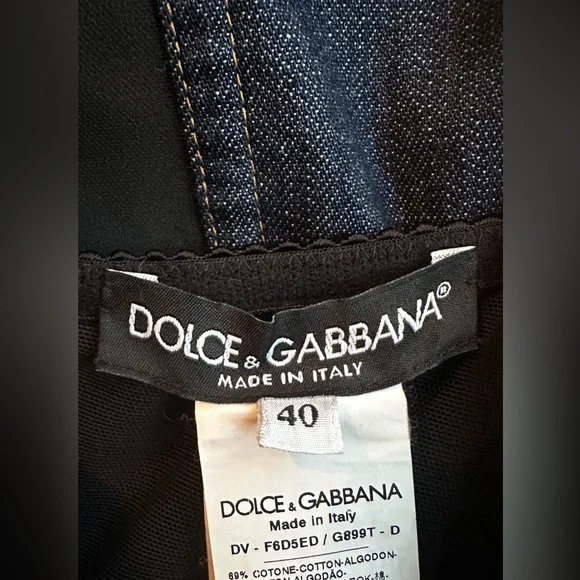 DOLCE & GABBANA®
MADE IN ITALY
40
DOLCE & GABBANA
Made in Italy
DV - F6D5ED / G899T - D
69% COTONE-COTTON-ALGODON-